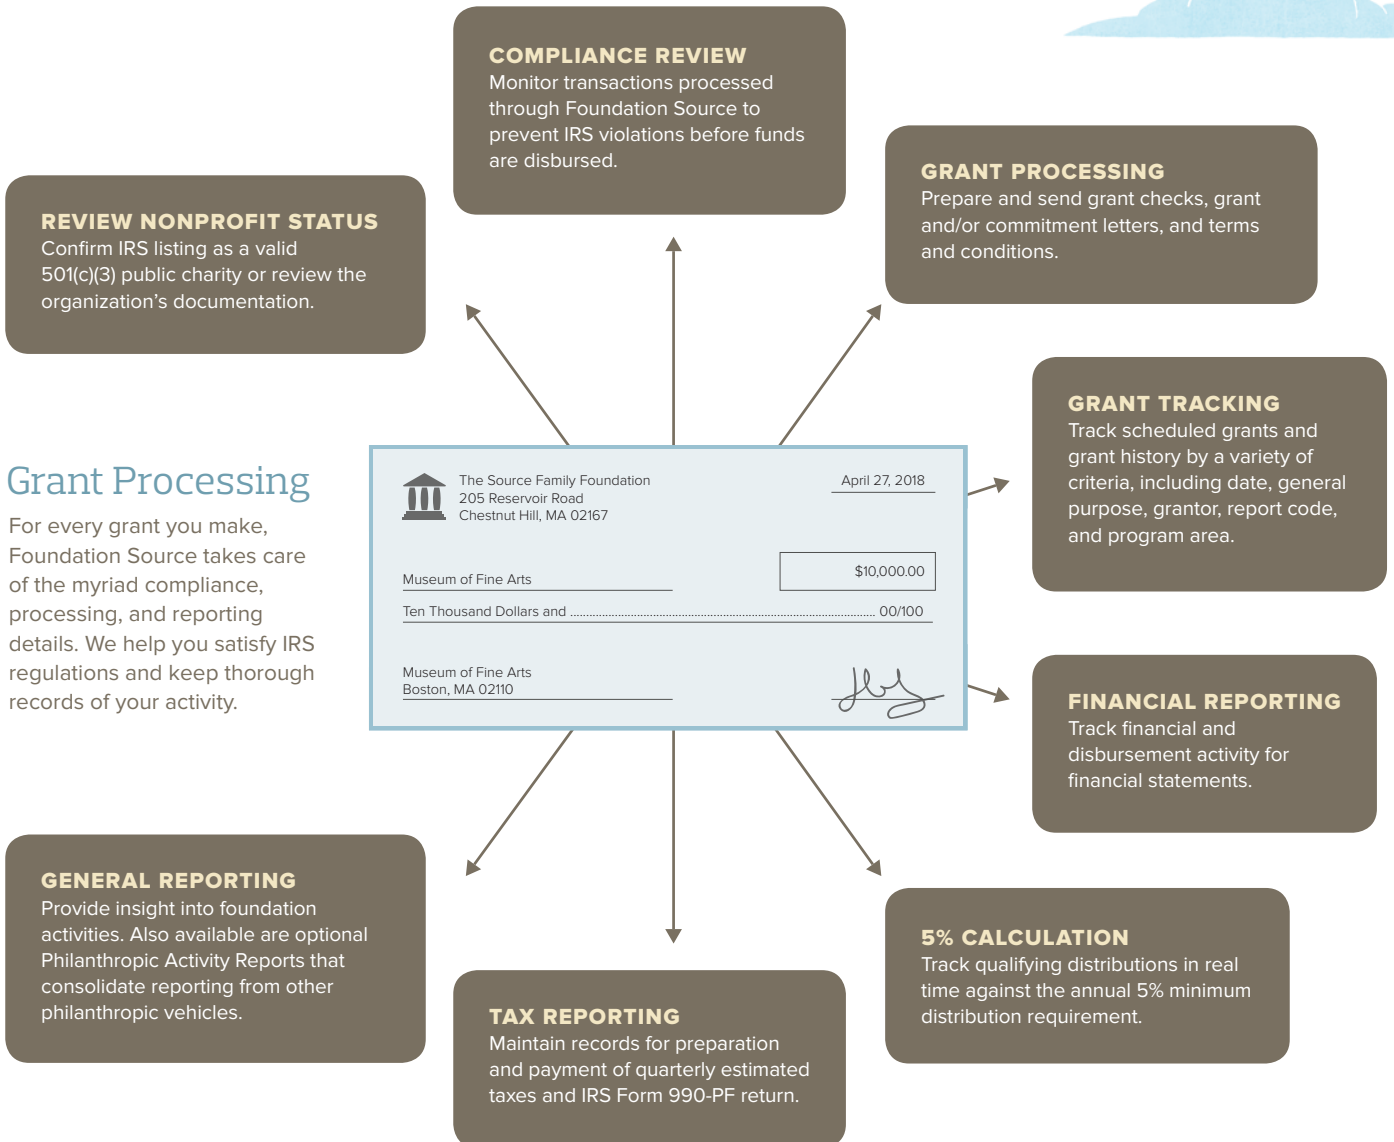 COMPLIANCE REVIEW
Monitor transactions processed
through Foundation Source to
prevent IRS violations before funds
are disbursed.
GRANT PROCESSING
Prepare and send grant checks, grant
and/or commitment letters, and terms
and conditions.
REVIEW NONPROFIT STATUS
Confirm IRS listing as a valid
501(c)(3) public charity or review the
organization’s documentation.
GRANT TRACKING
Track scheduled grants and
grant history by a variety of
criteria, including date, general
purpose, grantor, report code,
and program area.
Grant Processing
For every grant you make,
Foundation Source takes care
of the myriad compliance,
processing, and reporting
details. We help you satisfy IRS
regulations and keep thorough
records of your activity.
The Source Family Foundation
205 Reservoir Road
Chestnut Hill, MA 02167
April 27, 2018
Museum of Fine Arts
$10,000.00
Ten Thousand Dollars and ........................................................................................................ 00/100
Museum of Fine Arts
Boston, MA 02110
FINANCIAL REPORTING
Track financial and
disbursement activity for
financial statements.
GENERAL REPORTING
Provide insight into foundation
activities. Also available are optional
Philanthropic Activity Reports that
consolidate reporting from other
philanthropic vehicles.
TAX REPORTING
Maintain records for preparation
and payment of quarterly estimated
taxes and IRS Form 990-PF return.
5% CALCULATION
Track qualifying distributions in real
time against the annual 5% minimum
distribution requirement.